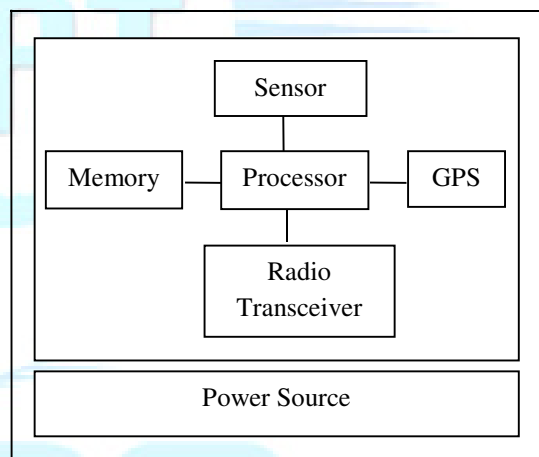 Sensor
Memory
Processor
GPS
Radio
Transceiver
Power Source